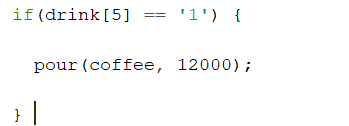 if(drink[5] == '1') {
pour(coffee, 12000);
}